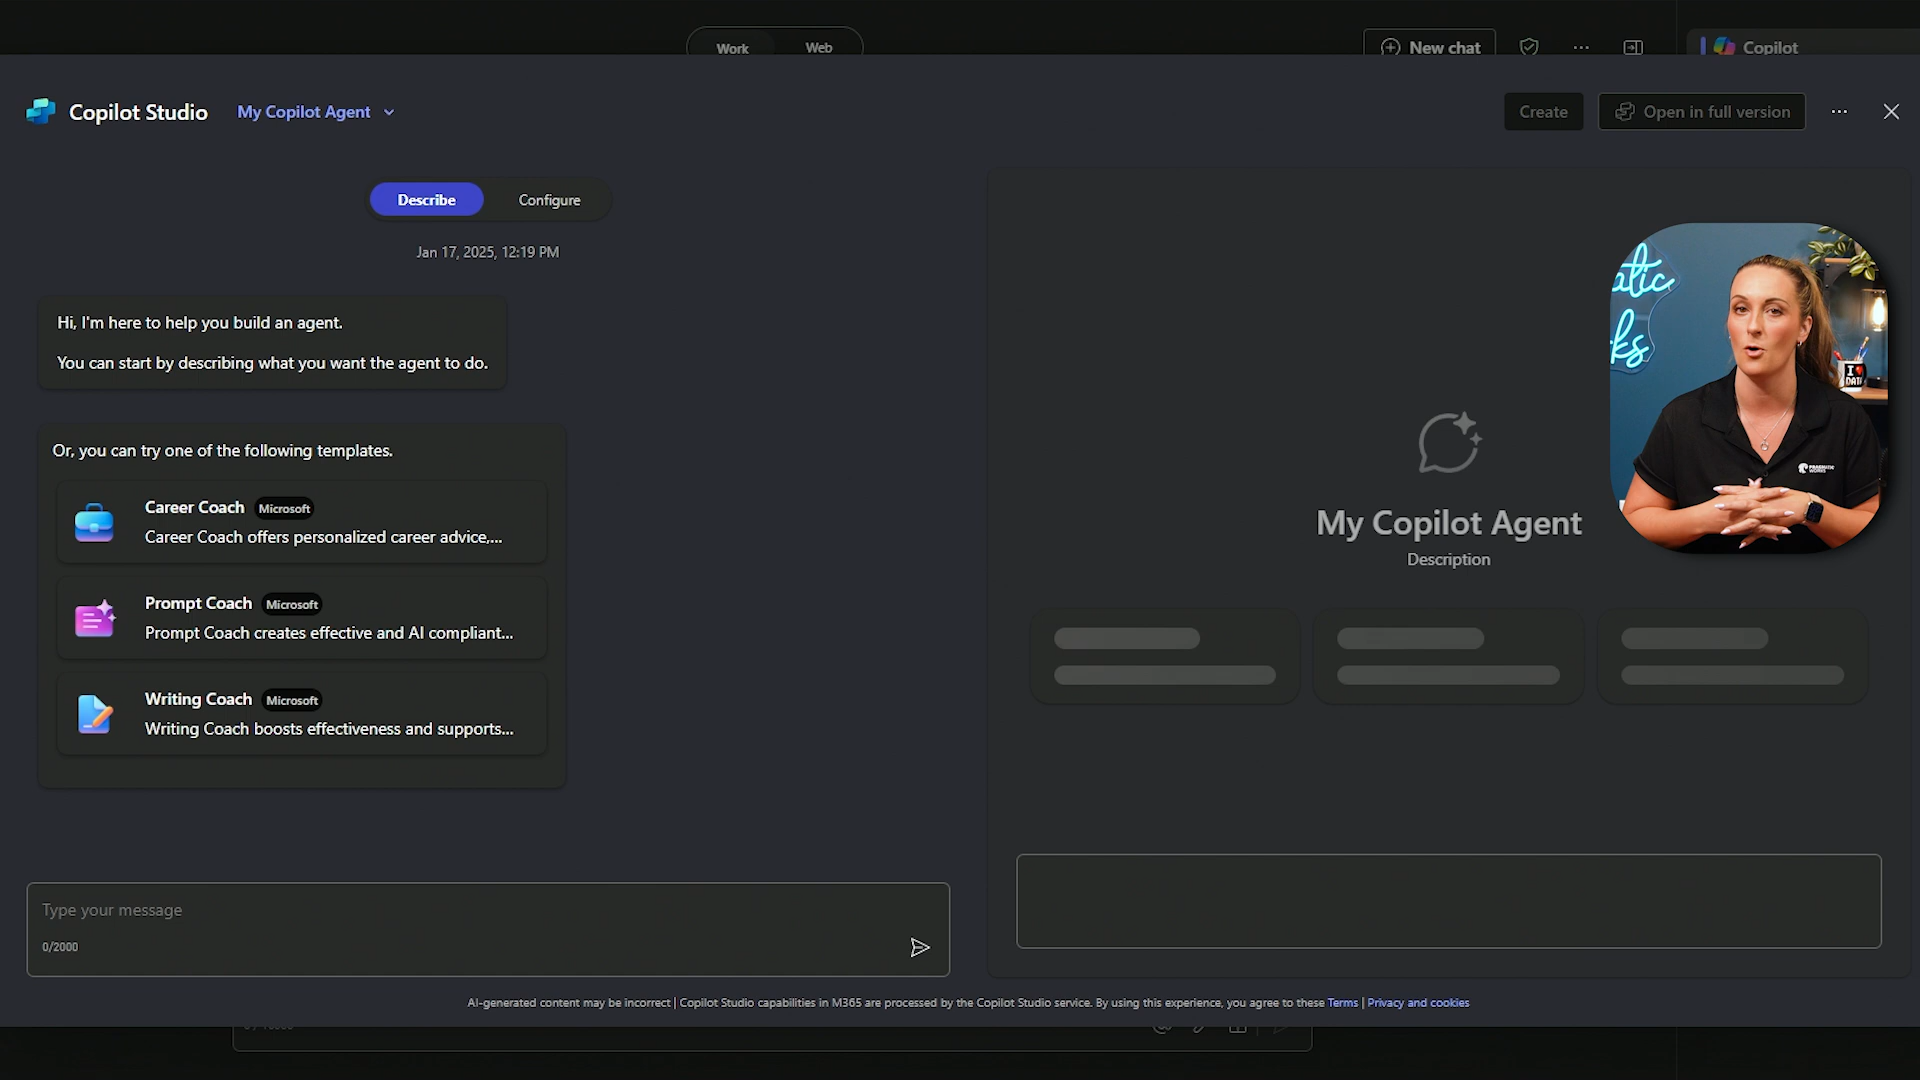 Work
Web
New chat
Copilot
Copilot Studio
My Copilot Agent
Create
Open in full version
Describe
Configure
Jan 17, 2025, 12:19 PM
Hi, I'm here to help you build an agent.
You can start by describing what you want the agent to do.
Or, you can try one of the following templates.
Career Coach Microsoft
Career Coach offers personalized career advice,...
Prompt Coach Microsoft
Prompt Coach creates effective and AI compliant...
Writing Coach Microsoft
Writing Coach boosts effectiveness and supports...
Type your message
0/2000
atic
ks
I ♥
DATA
PRAGMATIC
WORKS
My Copilot Agent
Description
AI-generated content may be incorrect | Copilot Studio capabilities in M365 are processed by the Copilot Studio service. By using this experience, you agree to these Terms | Privacy and cookies